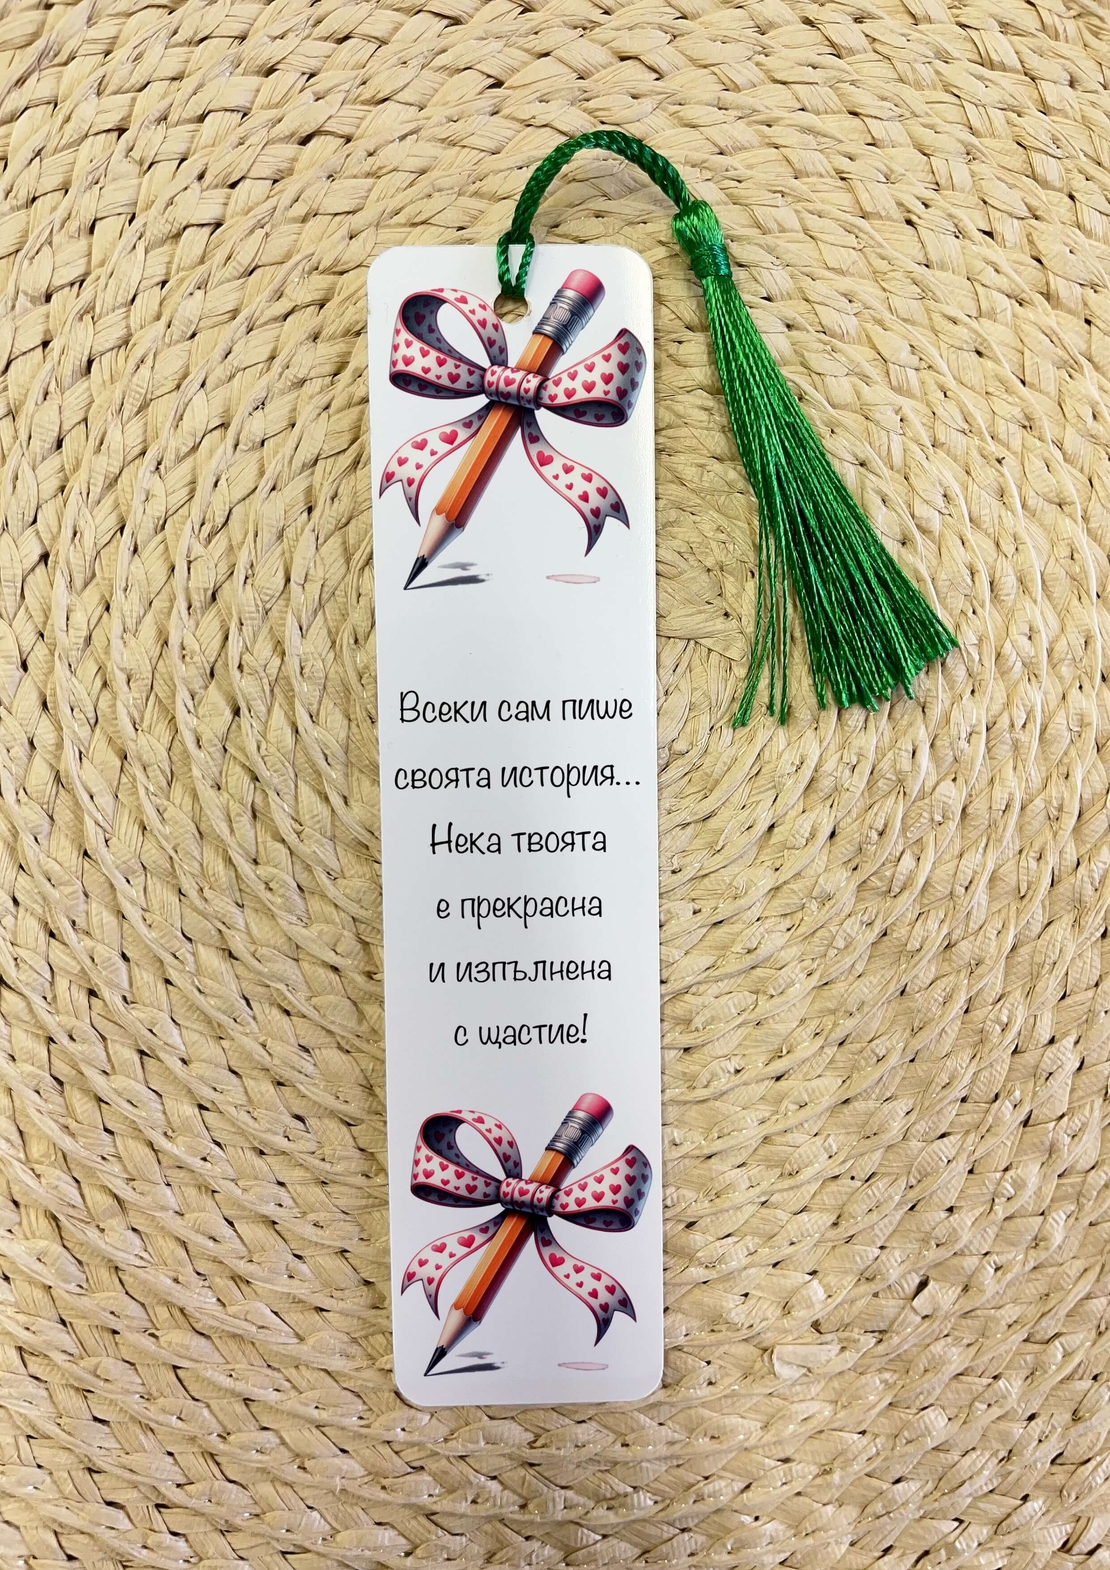 Всеки сам пише
своята история...
Нека твоята
е прекрасна
и изпълнена
с щастие!